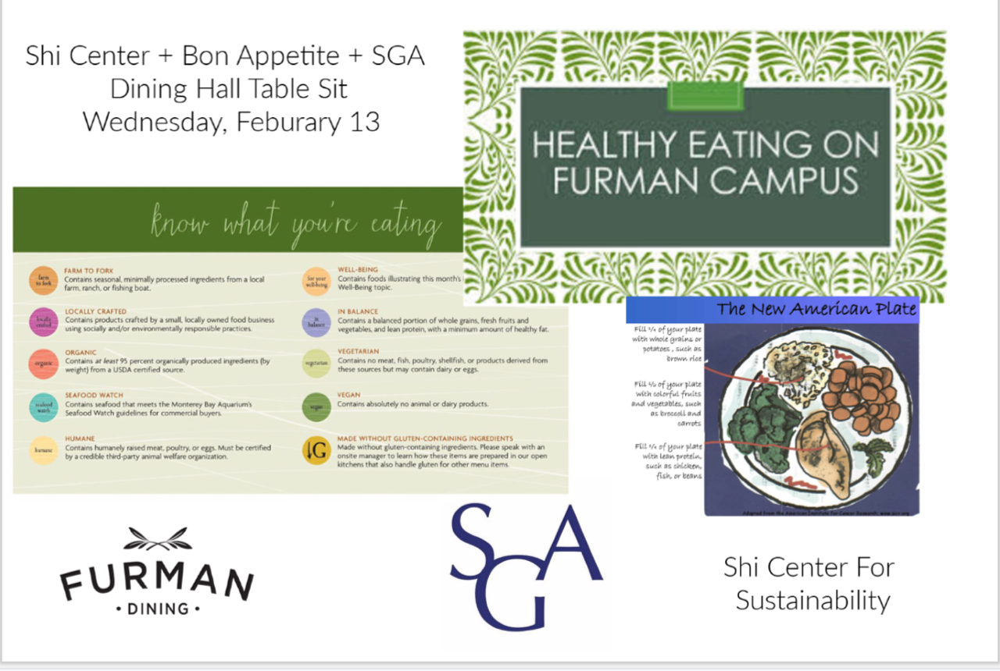 Shi Center + Bon Appetite + SGA
Dining Hall Table Sit
Wednesday, Feburary 13
HEALTHY EATING ON
FURMAN CAMPUS
know what you're eating
farm
to fork
FARM TO FORK
Contains seasonal, minimally processed ingredients from a local
farm, ranch, or fishing boat.
locally
crafted
LOCALLY CRAFTED
Contains products crafted by a small, locally owned food business
using socially and/or environmentally responsible practices.
organic
ORGANIC
Contains at least 95 percent organically produced ingredients (by
weight) from a USDA certified source.
seafood
watch
SEAFOOD WATCH
Contains seafood that meets the Monterey Bay Aquarium's
Seafood Watch guidelines for commercial buyers.
humane
HUMANE
Contains humanely raised meat, poultry, or eggs. Must be certified
by a credible third-party animal welfare organization.
for your
well-being
WELL-BEING
Contains foods illustrating this month's
Well-Being topic.
in
balance
IN BALANCE
Contains a balanced portion of whole grains, fresh fruits and
vegetables, and lean protein, with a minimum amount of healthy fat.
vegetarian
VEGETARIAN
Contains no meat, fish, poultry, shellfish, or products derived from
these sources but may contain dairy or eggs.
vegan
VEGAN
Contains absolutely no animal or dairy products.
G
MADE WITHOUT GLUTEN-CONTAINING INGREDIENTS
Made without gluten-containing ingredients. Please speak with an
onsite manager to learn how these items are prepared in our open
kitchens that also handle gluten for other menu items.
The New American Plate
Fill 1/4 of your plate
with whole grains or
potatoes , such as
brown rice
Fill 1/2 of your plate
with colorful fruits
and vegetables, such
as broccoli and
carrots
Fill 1/4 of your plate
with lean protein,
such as chicken,
fish, or beans
Adapted from the American Institute For Cancer Research,
FURMAN
• DINING •
SGA
Shi Center For
Sustainability